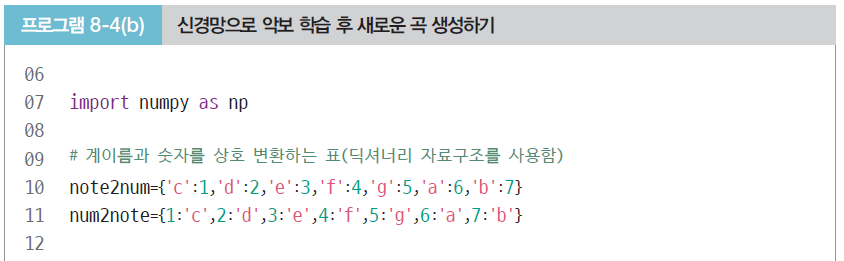 프로그램 8-4(b) 신경망으로 악보 학습 후 새로운 곡 생성하기
06
07 import numpy as np
08
09 # 계이름과 숫자를 상호 변환하는 표(딕셔너리 자료구조를 사용함)
10 note2num={'c':1,'d':2,'e':3,'f':4,'g':5,'a':6,'b':7}
11 num2note={1:'c',2:'d',3:'e',4:'f',5:'g',6:'a',7:'b'}
12